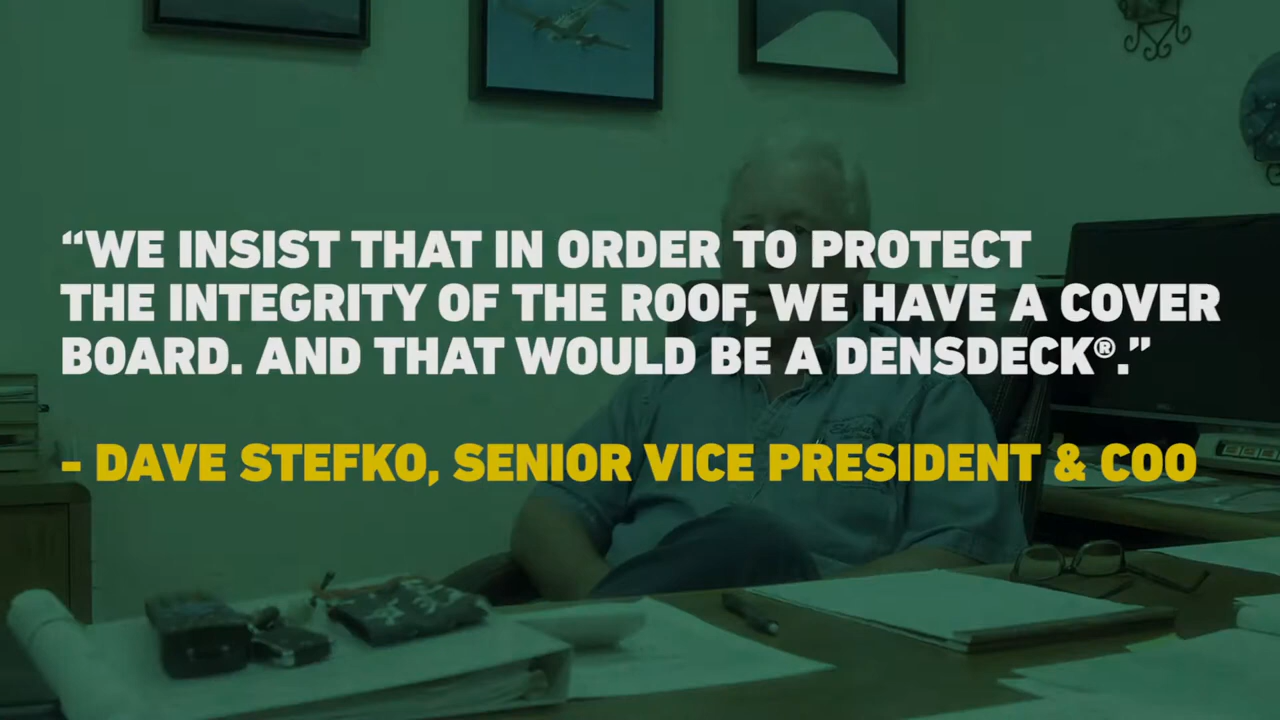 “WE INSIST THAT IN ORDER TO PROTECT
THE INTEGRITY OF THE ROOF, WE HAVE A COVER
BOARD. AND THAT WOULD BE A DENSDECK®.”
- DAVE STEFKO, SENIOR VICE PRESIDENT & COO